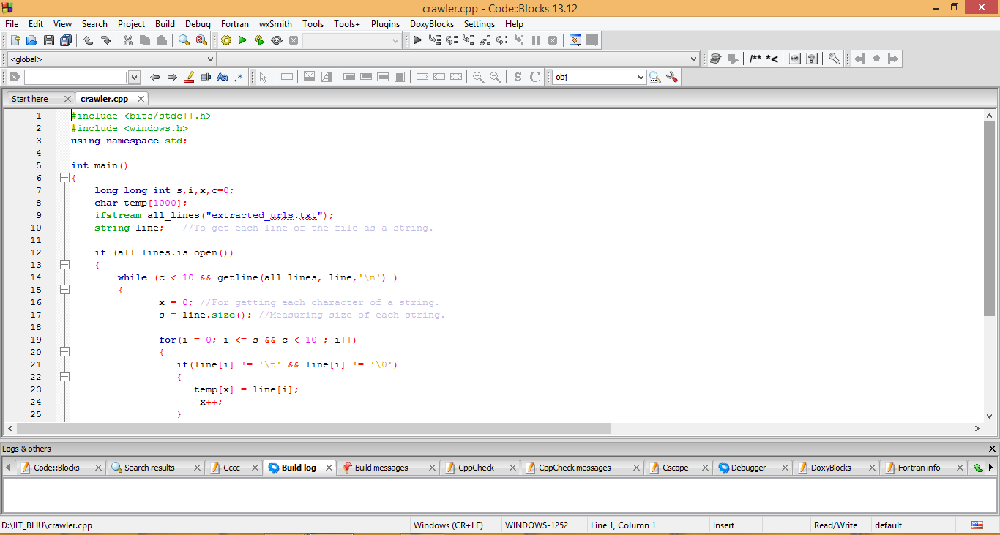 crawler.cpp - Code::Blocks 13.12
File Edit View Search Project Build Debug Fortran wxSmith Tools Tools+ Plugins DoxyBlocks Settings Help
<global>
/** *<
Aa .* S C obj
Start here crawler.cpp
1 #include <bits/stdc++.h>
2 #include <windows.h>
3 using namespace std;
4
5 int main()
6 {
7 long long int s,i,x,c=0;
8 char temp[1000];
9 ifstream all_lines("extracted_urls.txt");
10 string line; //To get each line of the file as a string.
11
12 if (all_lines.is_open())
13 {
14 while (c < 10 && getline(all_lines, line,'\n') )
15 {
16 x = 0; //For getting each character of a string.
17 s = line.size(); //Measuring size of each string.
18
19 for(i = 0; i <= s && c < 10 ; i++)
20 {
21 if(line[i] != '\t' && line[i] != '\0')
22 {
23 temp[x] = line[i];
24 x++;
25 }
Logs & others
Code::Blocks Search results Cccc Build log Build messages CppCheck CppCheck messages Cscope Debugger DoxyBlocks Fortran info
D:\IIT_BHU\crawler.cpp Windows (CR+LF) WINDOWS-1252 Line 1, Column 1 Insert Read/Write default